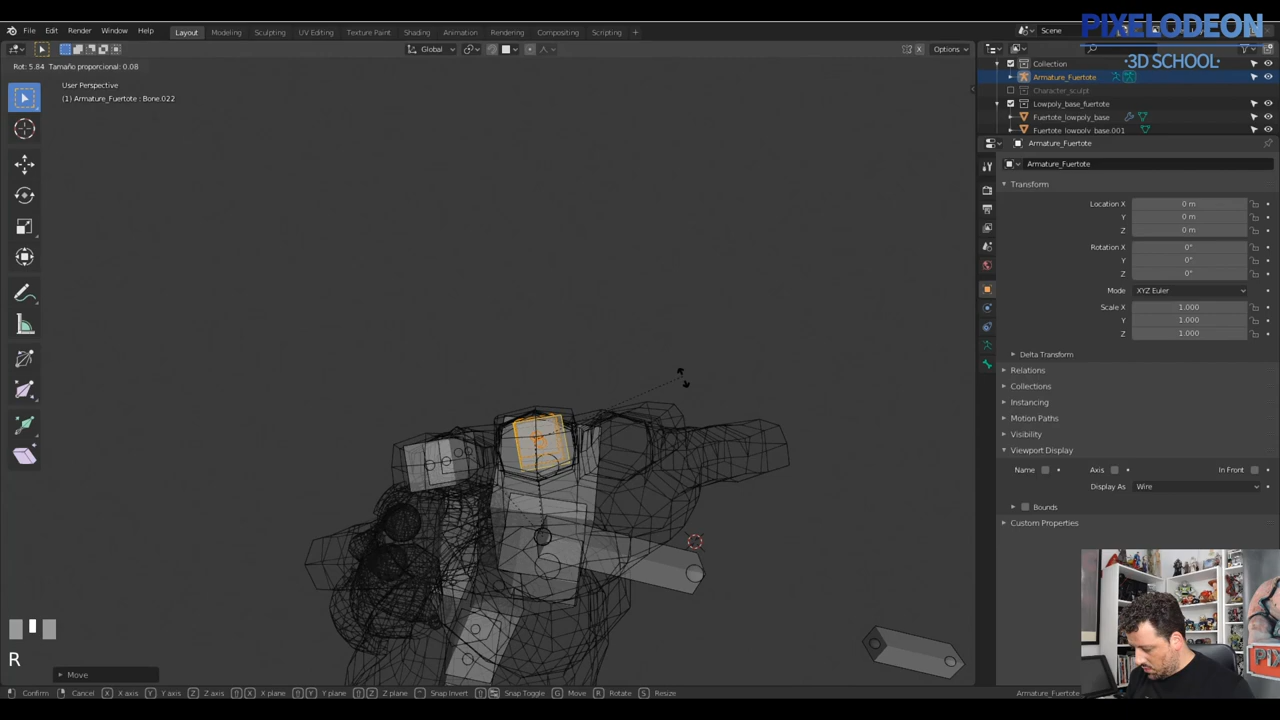 File Edit Render Window Help Layout Modeling Sculpting UV Editing Texture Paint Shading Animation Rendering Compositing Scripting + Scene
PIXELODEON
·3D SCHOOL·
Global Options
Rot: 5.84 Tamaño proporcional: 0.08
User Perspective
(1) Armature_Fuertote : Bone.022
Collection
Armature_Fuertote
Character_sculpt
Lowpoly_base_fuertote
Fuertote_lowpoly_base
Fuertote_lowpoly_base.001
Armature_Fuertote
Armature_Fuertote
Transform
Location X 0 m
Y 0 m
Z 0 m
Rotation X 0°
Y 0°
Z 0°
Mode XYZ Euler
Scale X 1.000
Y 1.000
Z 1.000
Delta Transform
Relations
Collections
Instancing
Motion Paths
Visibility
Viewport Display
Name Axis In Front
Display As Wire
Bounds
Custom Properties
R
Move
Confirm Cancel X X axis Y Y axis Z Z axis X X plane Y Y plane Z Z plane Snap Invert Snap Toggle G Move R Rotate S Resize Armature_Fuertote